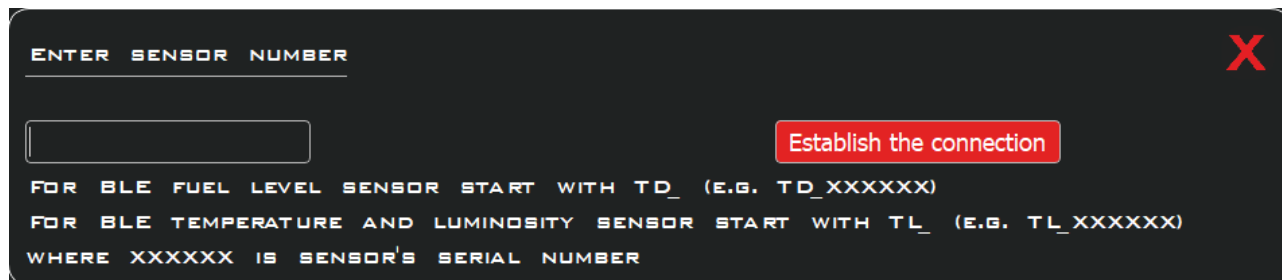 ENTER SENSOR NUMBER
X
Establish the connection
FOR BLE FUEL LEVEL SENSOR START WITH TD_ (E.G. TD_XXXXXX)
FOR BLE TEMPERATURE AND LUMINOSITY SENSOR START WITH TL_ (E.G. TL_XXXXXX)
WHERE XXXXXX IS SENSOR'S SERIAL NUMBER